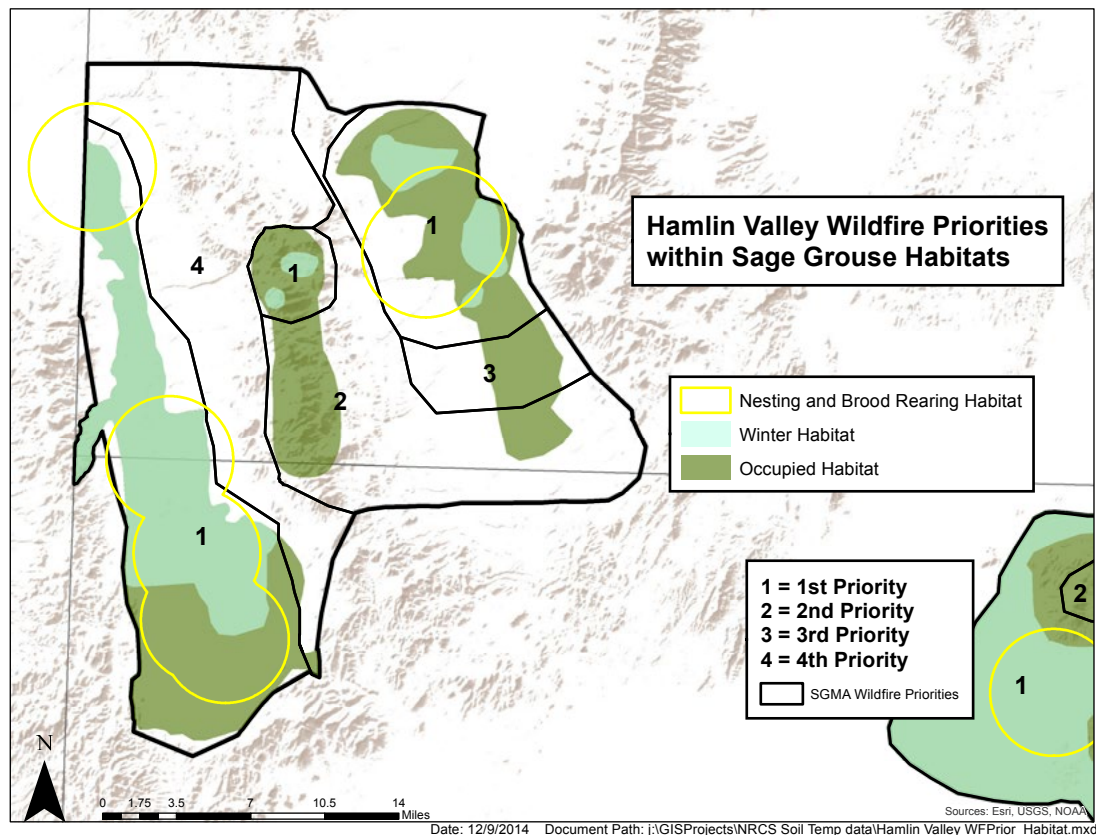 Hamlin Valley Wildfire Priorities
within Sage Grouse Habitats
1
4
1
1
2
3
1
Nesting and Brood Rearing Habitat
Winter Habitat
Occupied Habitat
1 = 1st Priority
2 = 2nd Priority
3 = 3rd Priority
4 = 4th Priority
SGMA Wildfire Priorities
2
1
N
0 1.75 3.5 7 10.5 14
Miles
Sources: Esri, USGS, NOAA
Date: 12/9/2014 Document Path: j:\GISProjects\NRCS Soil Temp data\Hamlin Valley WFPrior_Habitat.mxd